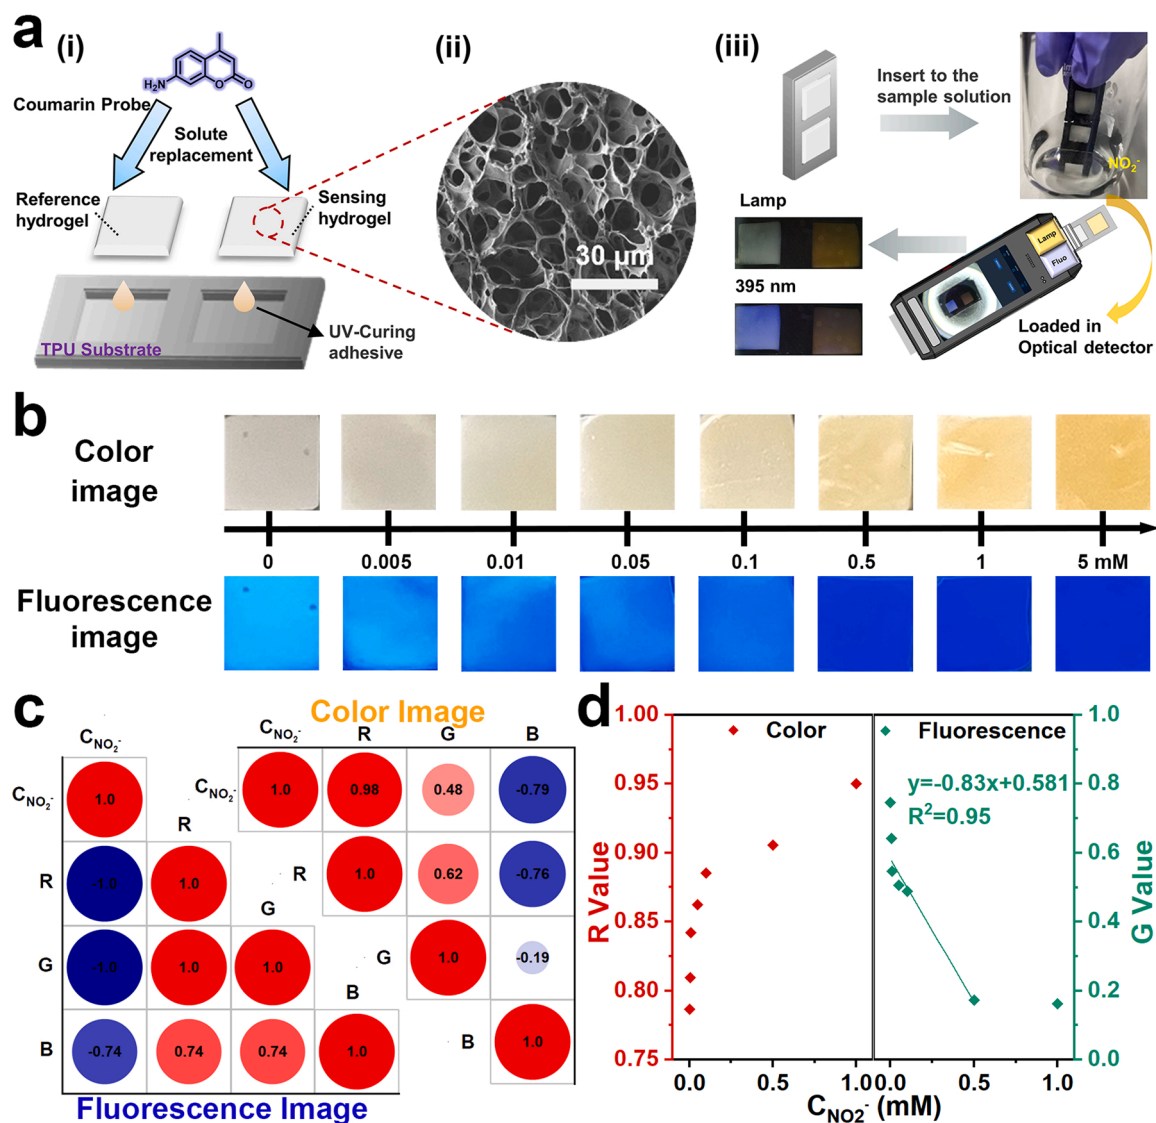 a
(i)
(ii)
(iii)
H₂N
O
O
Coumarin Probe
Solute
replacement
Reference
hydrogel
Sensing
hydrogel
TPU Substrate
UV-Curing
adhesive
30 μm
Insert to the
sample solution
NO₂⁻
Lamp
395 nm
Lamp
Fluo
Loaded in
Optical detector
b
Color
image
0
0.005
0.01
0.05
0.1
0.5
1
5 mM
Fluorescence
image
c
Color Image
C_NO₂⁻
C_NO₂⁻ R G B
C_NO₂⁻ 1.0
C_NO₂⁻ 1.0 0.98 0.48 -0.79
R
R -1.0 1.0
R 1.0 0.62 -0.76
G
G -1.0 1.0 1.0
G 1.0 -0.19
B
B -0.74 0.74 0.74 1.0
B 1.0
Fluorescence Image
d
R Value
1.00
0.95
0.90
0.85
0.80
0.75
Color
Fluorescence
y=-0.83x+0.581
R²=0.95
1.0
0.8
0.6
0.4
0.2
0.0
G Value
0.0 0.5 1.0 0.0 0.5 1.0
C_NO2⁻ (mM)